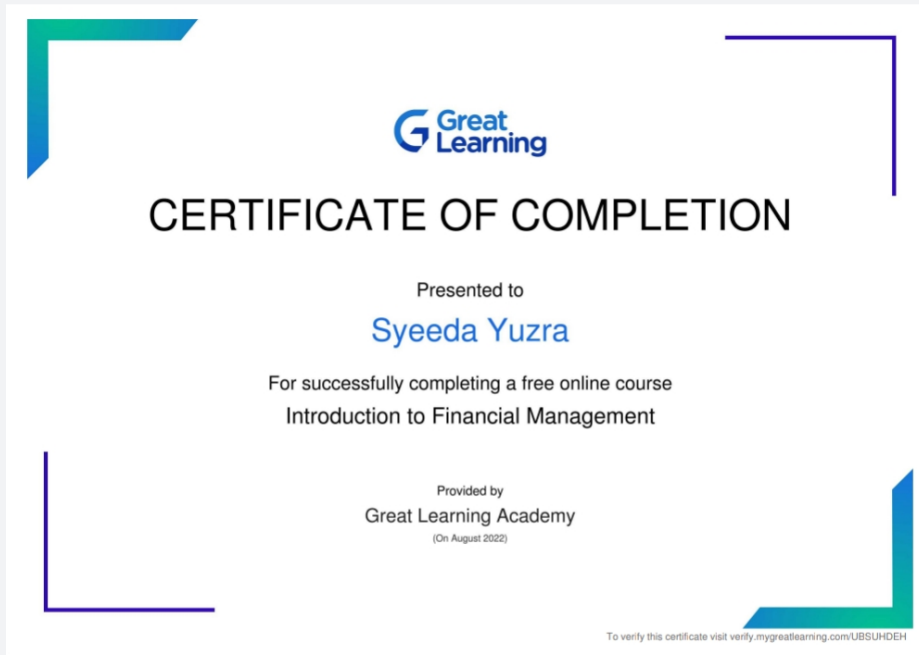 Great
Learning
CERTIFICATE OF COMPLETION
Presented to
Syeeda Yuzra
For successfully completing a free online course
Introduction to Financial Management
Provided by
Great Learning Academy
(On August 2022)
To verify this certificate visit verify.mygreatlearning.com/UBSUHDEH